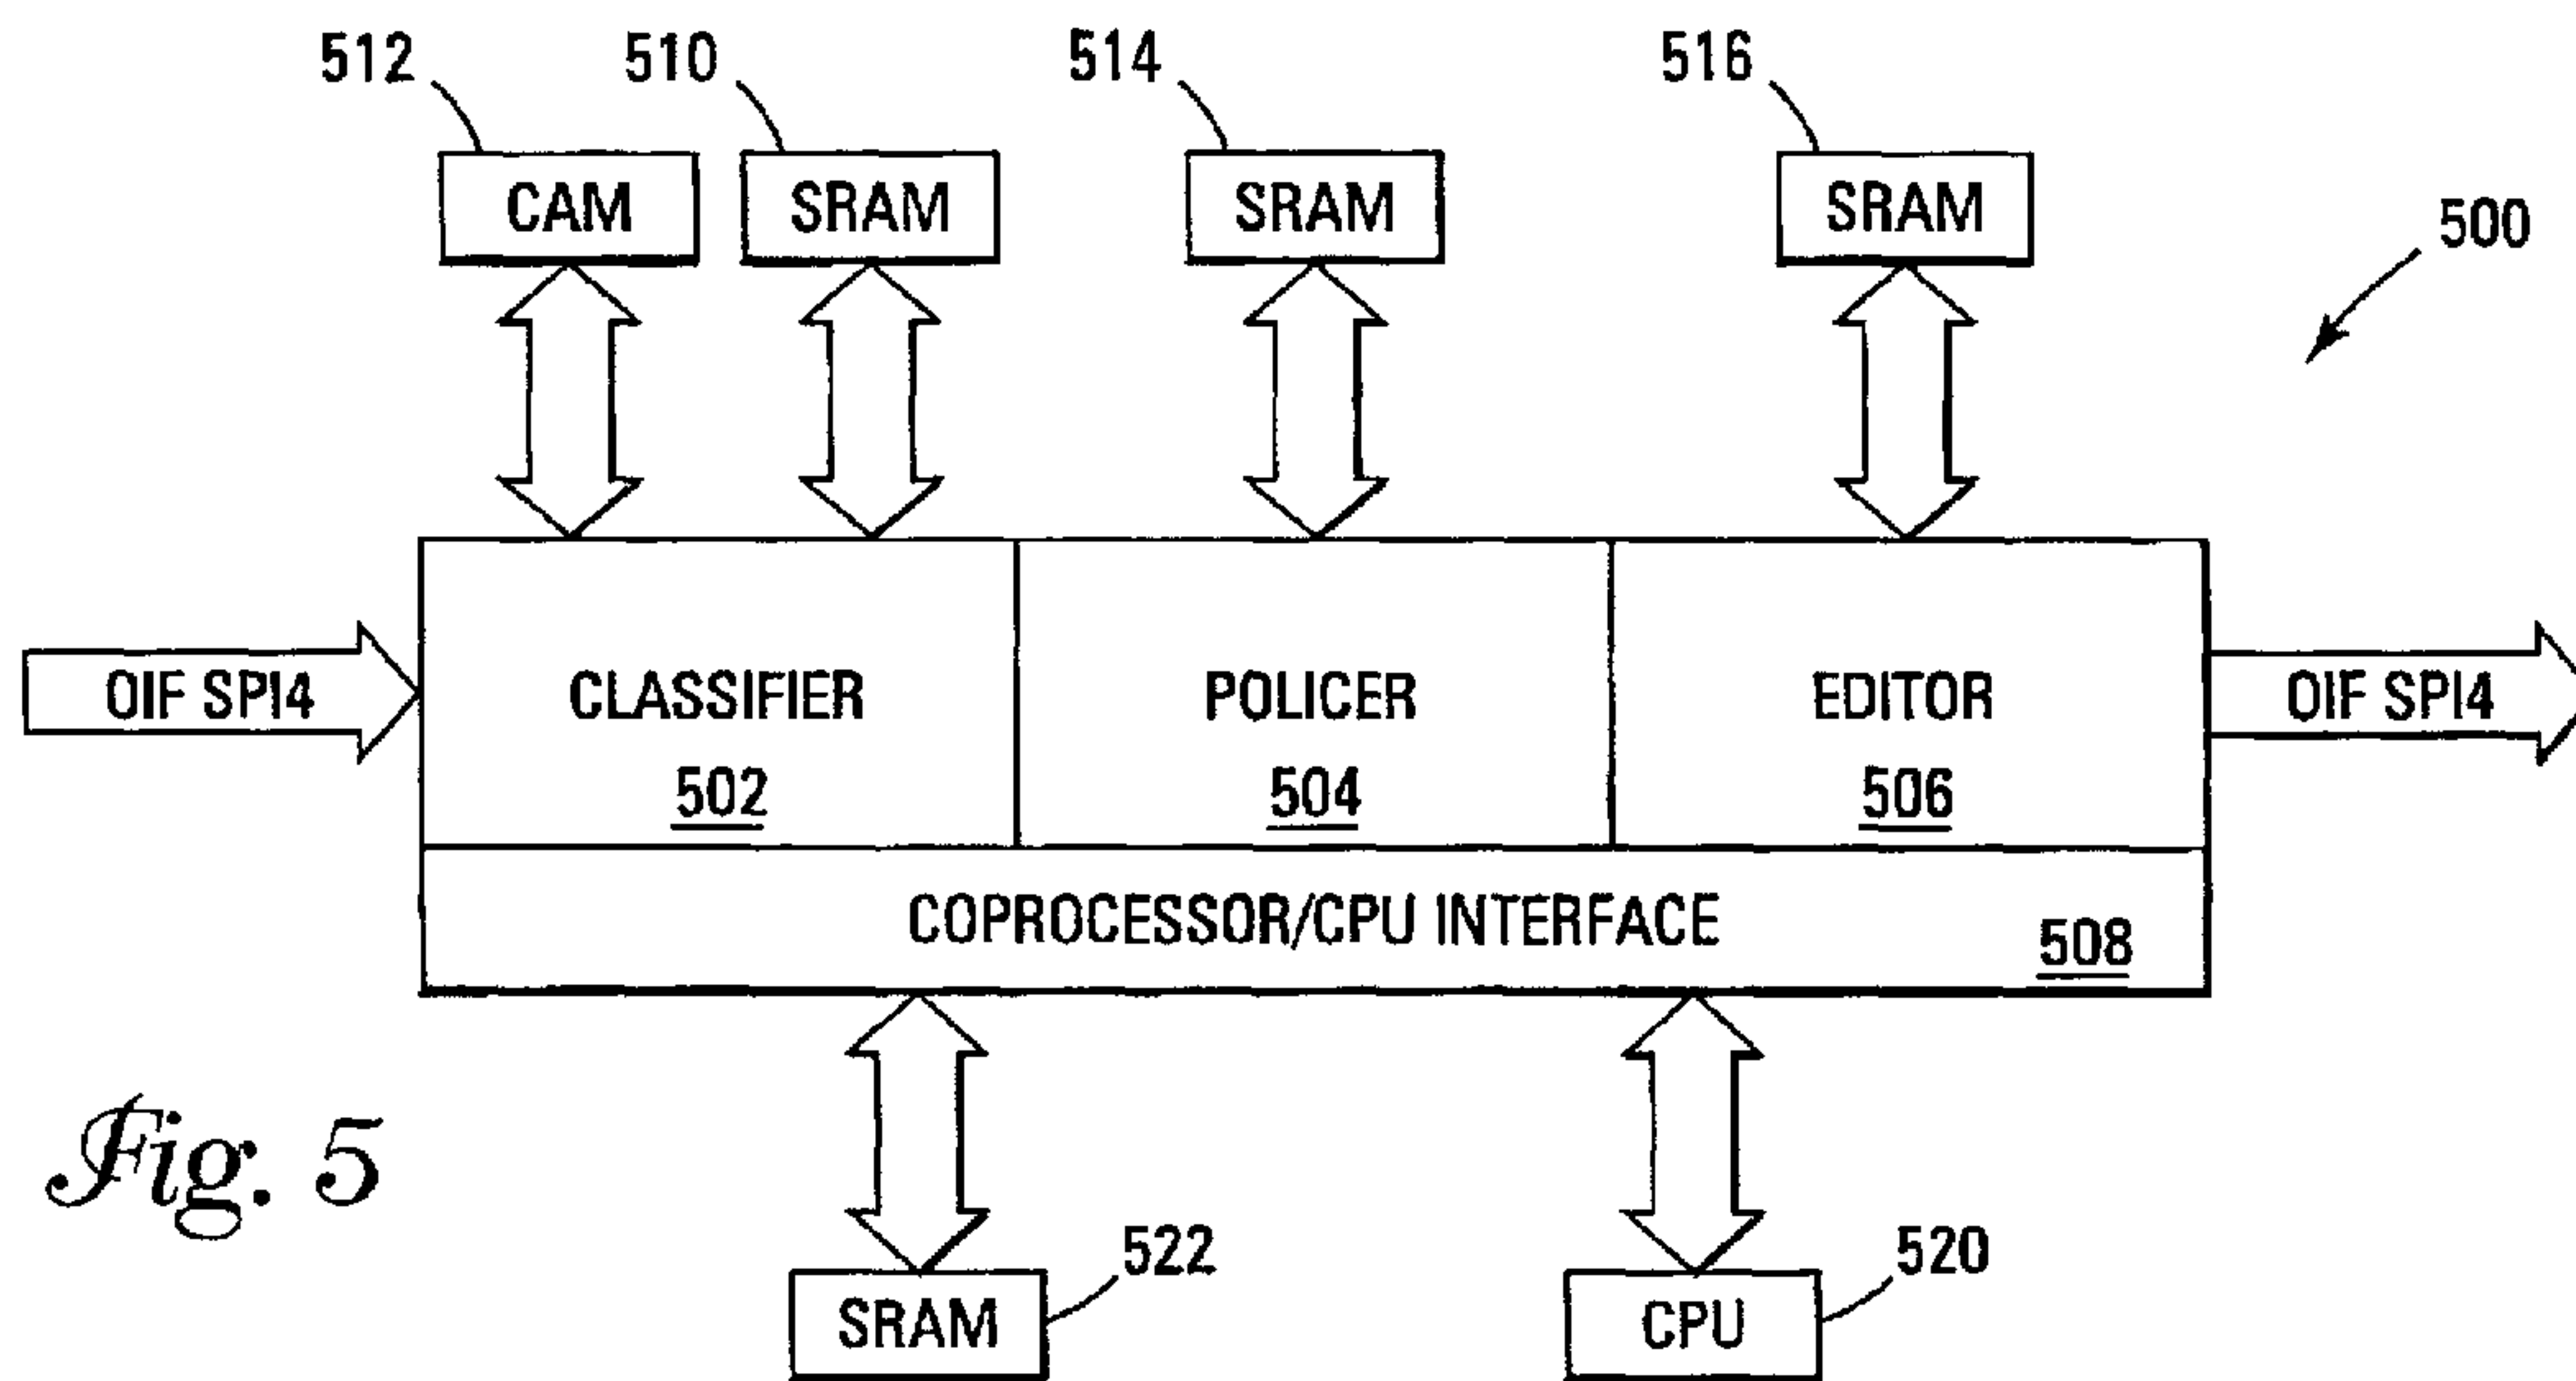 512 510 514 516
CAM SRAM SRAM SRAM
500
OIF SPI4 CLASSIFIER POLICER EDITOR OIF SPI4
502 504 506
COPROCESSOR/CPU INTERFACE
508
Fig. 5
522 520
SRAM CPU